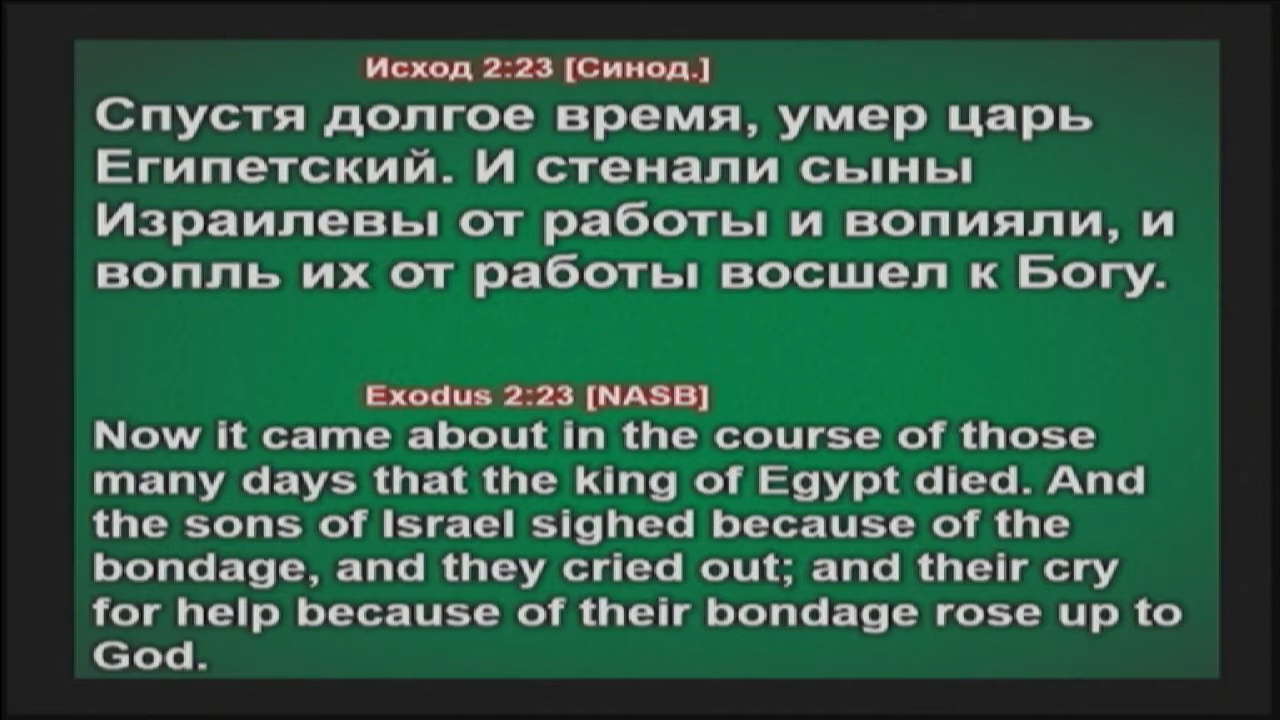 Исход 2:23 [Синод.]
Спустя долгое время, умер царь
Египетский. И стенали сыны
Израилевы от работы и вопияли, и
вопль их от работы восшел к Богу.
Exodus 2:23 [NASB]
Now it came about in the course of those
many days that the king of Egypt died. And
the sons of Israel sighed because of the
bondage, and they cried out; and their cry
for help because of their bondage rose up to
God.